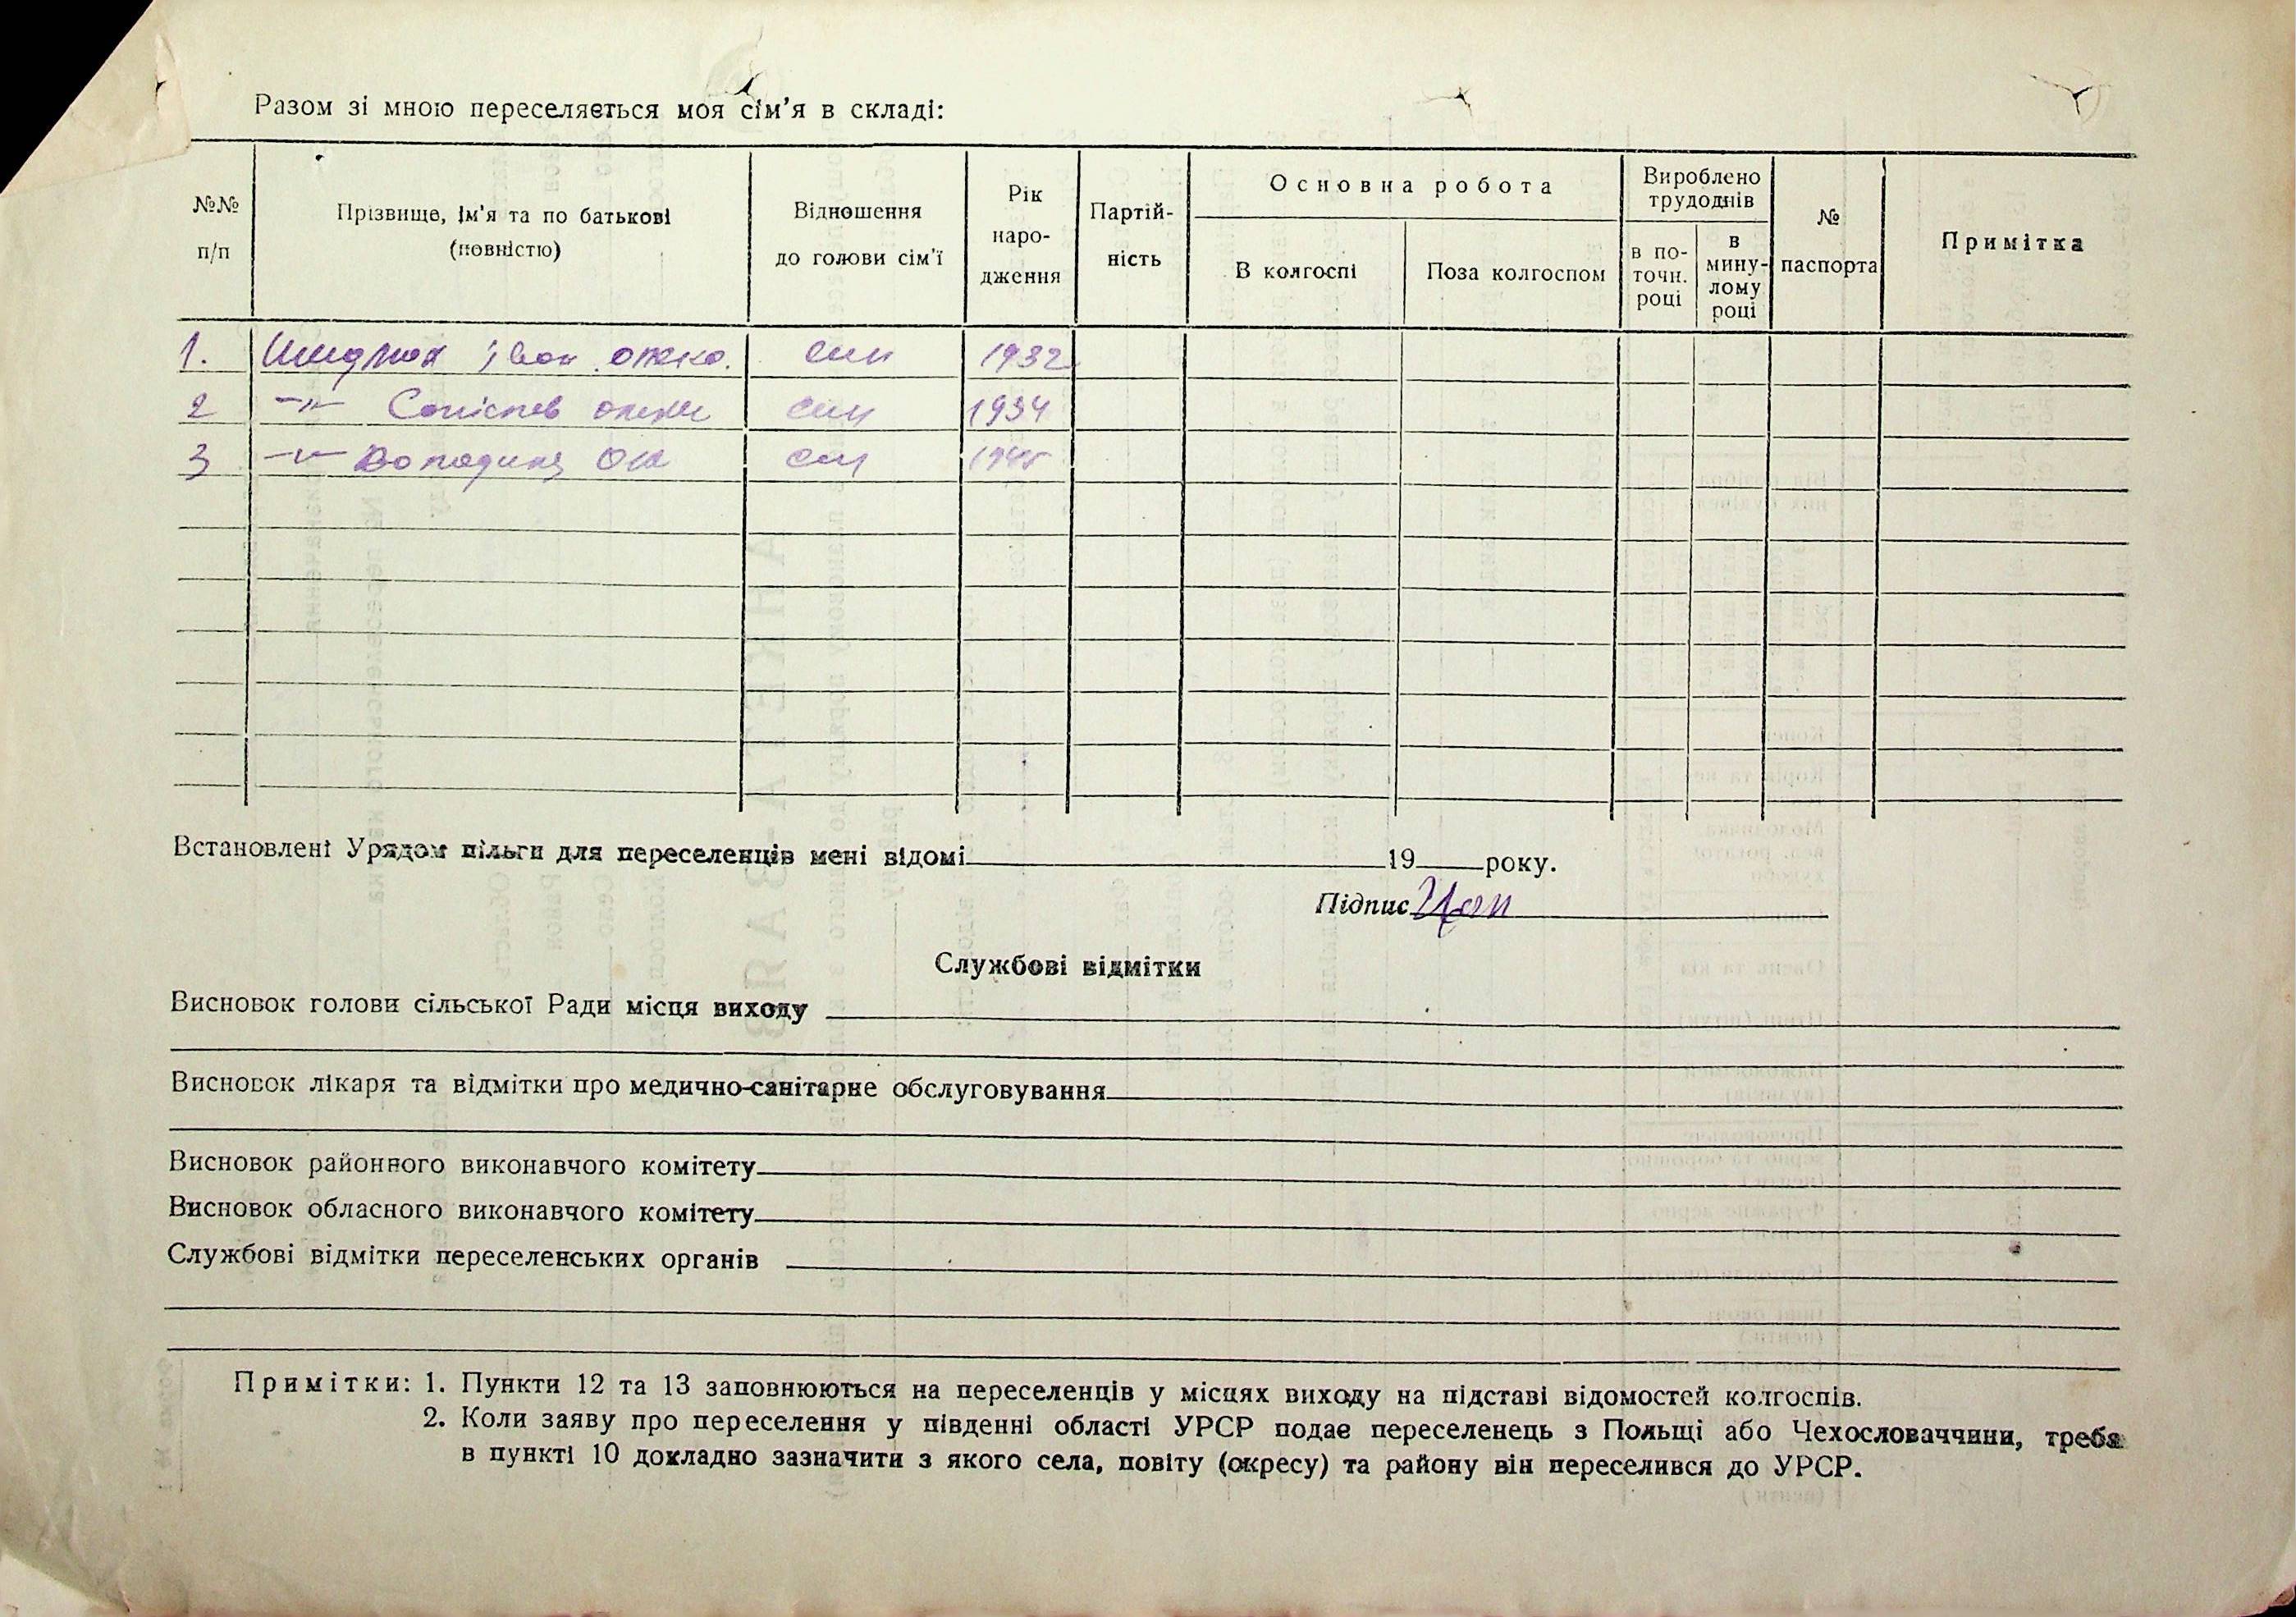 Разом зі мною переселяється моя сім'я в складі:
№№ п/п
Прізвище, ім'я та по батькові (повністю)
Відношення до голови сім'ї
Рік народження
Партійність
Основна робота
В колгоспі
Поза колгоспом
Вироблено трудоднів
в поточн. році
в минулому році
№ паспорта
Примітка
1. Іван син 1932
2 -"- син 1934
3 -"- син
Встановлені Урядом пільги для переселенців мені відомі 19 року.
Підпис
Службові відмітки
Висновок голови сільської Ради місця виходу
Висновок лікаря та відмітки про медично-санітарне обслуговування
Висновок районного виконавчого комітету
Висновок обласного виконавчого комітету
Службові відмітки переселенських органів
Примітки: 1. Пункти 12 та 13 заповнюються на переселенців у місцях виходу на підставі відомостей колгоспів.
2. Коли заяву про переселення у південні області УРСР подає переселенець з Польщі або Чехословаччини, треба
в пункті 10 докладно зазначити з якого села, повіту (окресу) та району він переселився до УРСР.